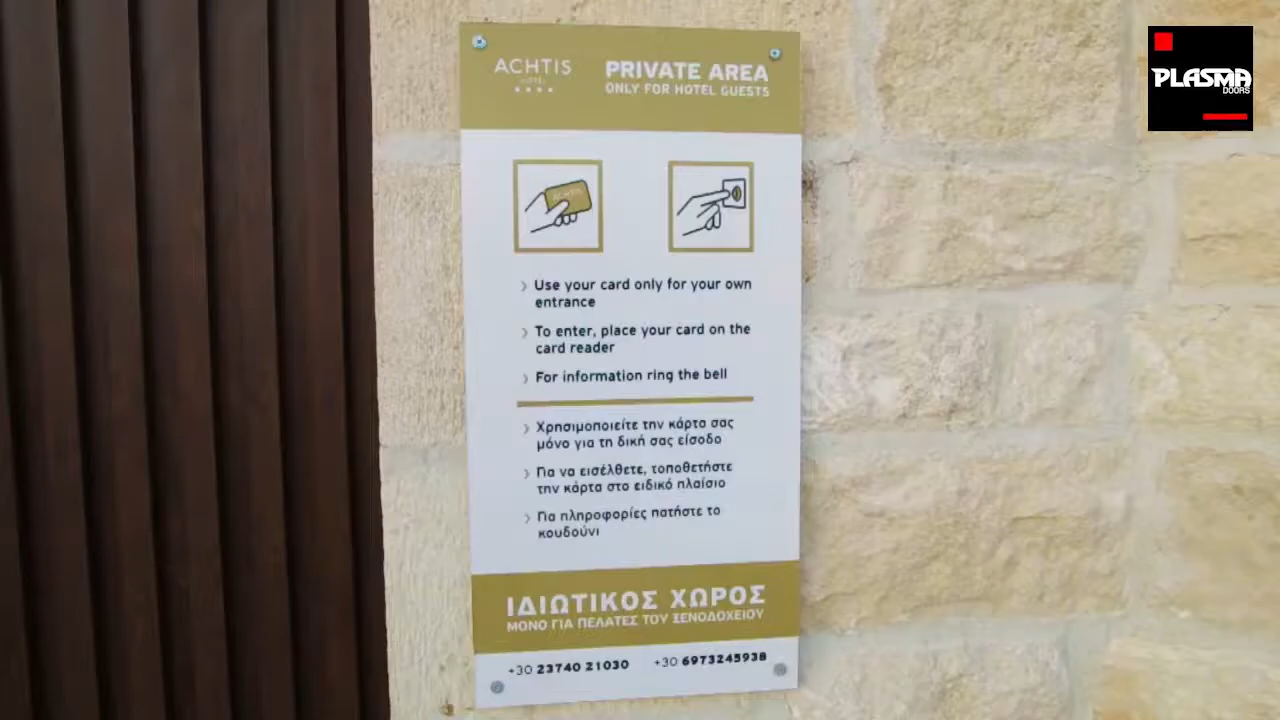 ACHTIS
HOTEL
PRIVATE AREA
ONLY FOR HOTEL GUESTS
PLASMA
DOORS
ACHTIS
Use your card only for your own
entrance
To enter, place your card on the
card reader
For information ring the bell
Χρησιμοποιείτε την κάρτα σας
μόνο για τη δική σας είσοδο
Για να εισέλθετε, τοποθετήστε
την κάρτα στο ειδικό πλαίσιο
Για πληροφορίες πατήστε το
κουδούνι
ΙΔΙΩΤΙΚΟΣ ΧΩΡΟΣ
ΜΟΝΟ ΓΙΑ ΠΕΛΑΤΕΣ ΤΟΥ ΞΕΝΟΔΟΧΕΙΟΥ
+30 23740 21030 +30 6973245938